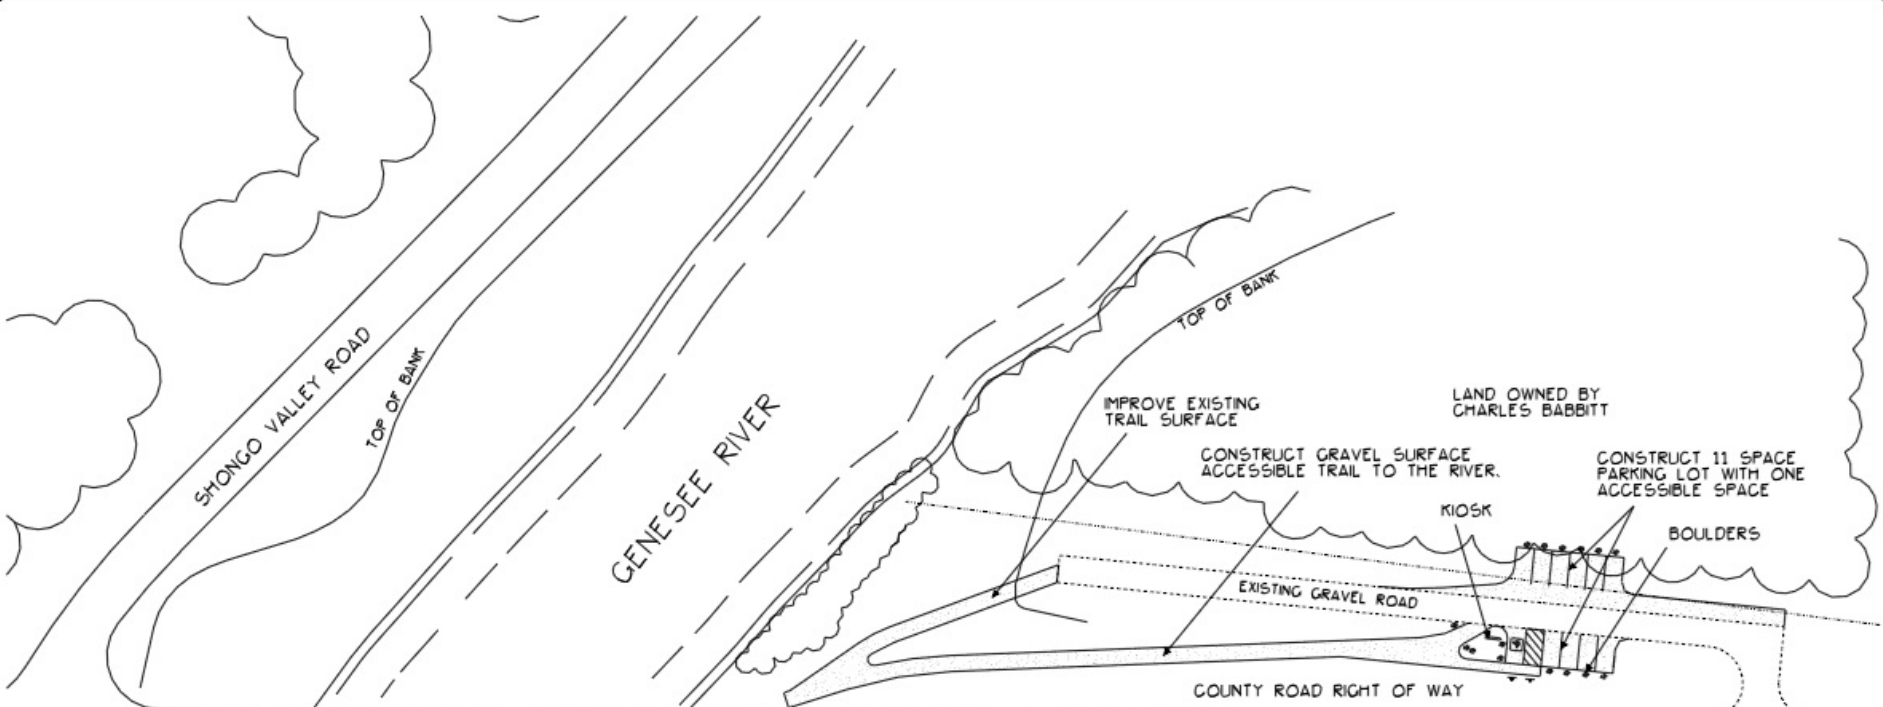 SHONGO VALLEY ROAD
TOP OF BANK
GENESEE RIVER
TOP OF BANK
IMPROVE EXISTING
TRAIL SURFACE
LAND OWNED BY
CHARLES BABBITT
CONSTRUCT GRAVEL SURFACE
ACCESSIBLE TRAIL TO THE RIVER.
CONSTRUCT 11 SPACE
PARKING LOT WITH ONE
ACCESSIBLE SPACE
KIOSK
BOULDERS
EXISTING GRAVEL ROAD
COUNTY ROAD RIGHT OF WAY